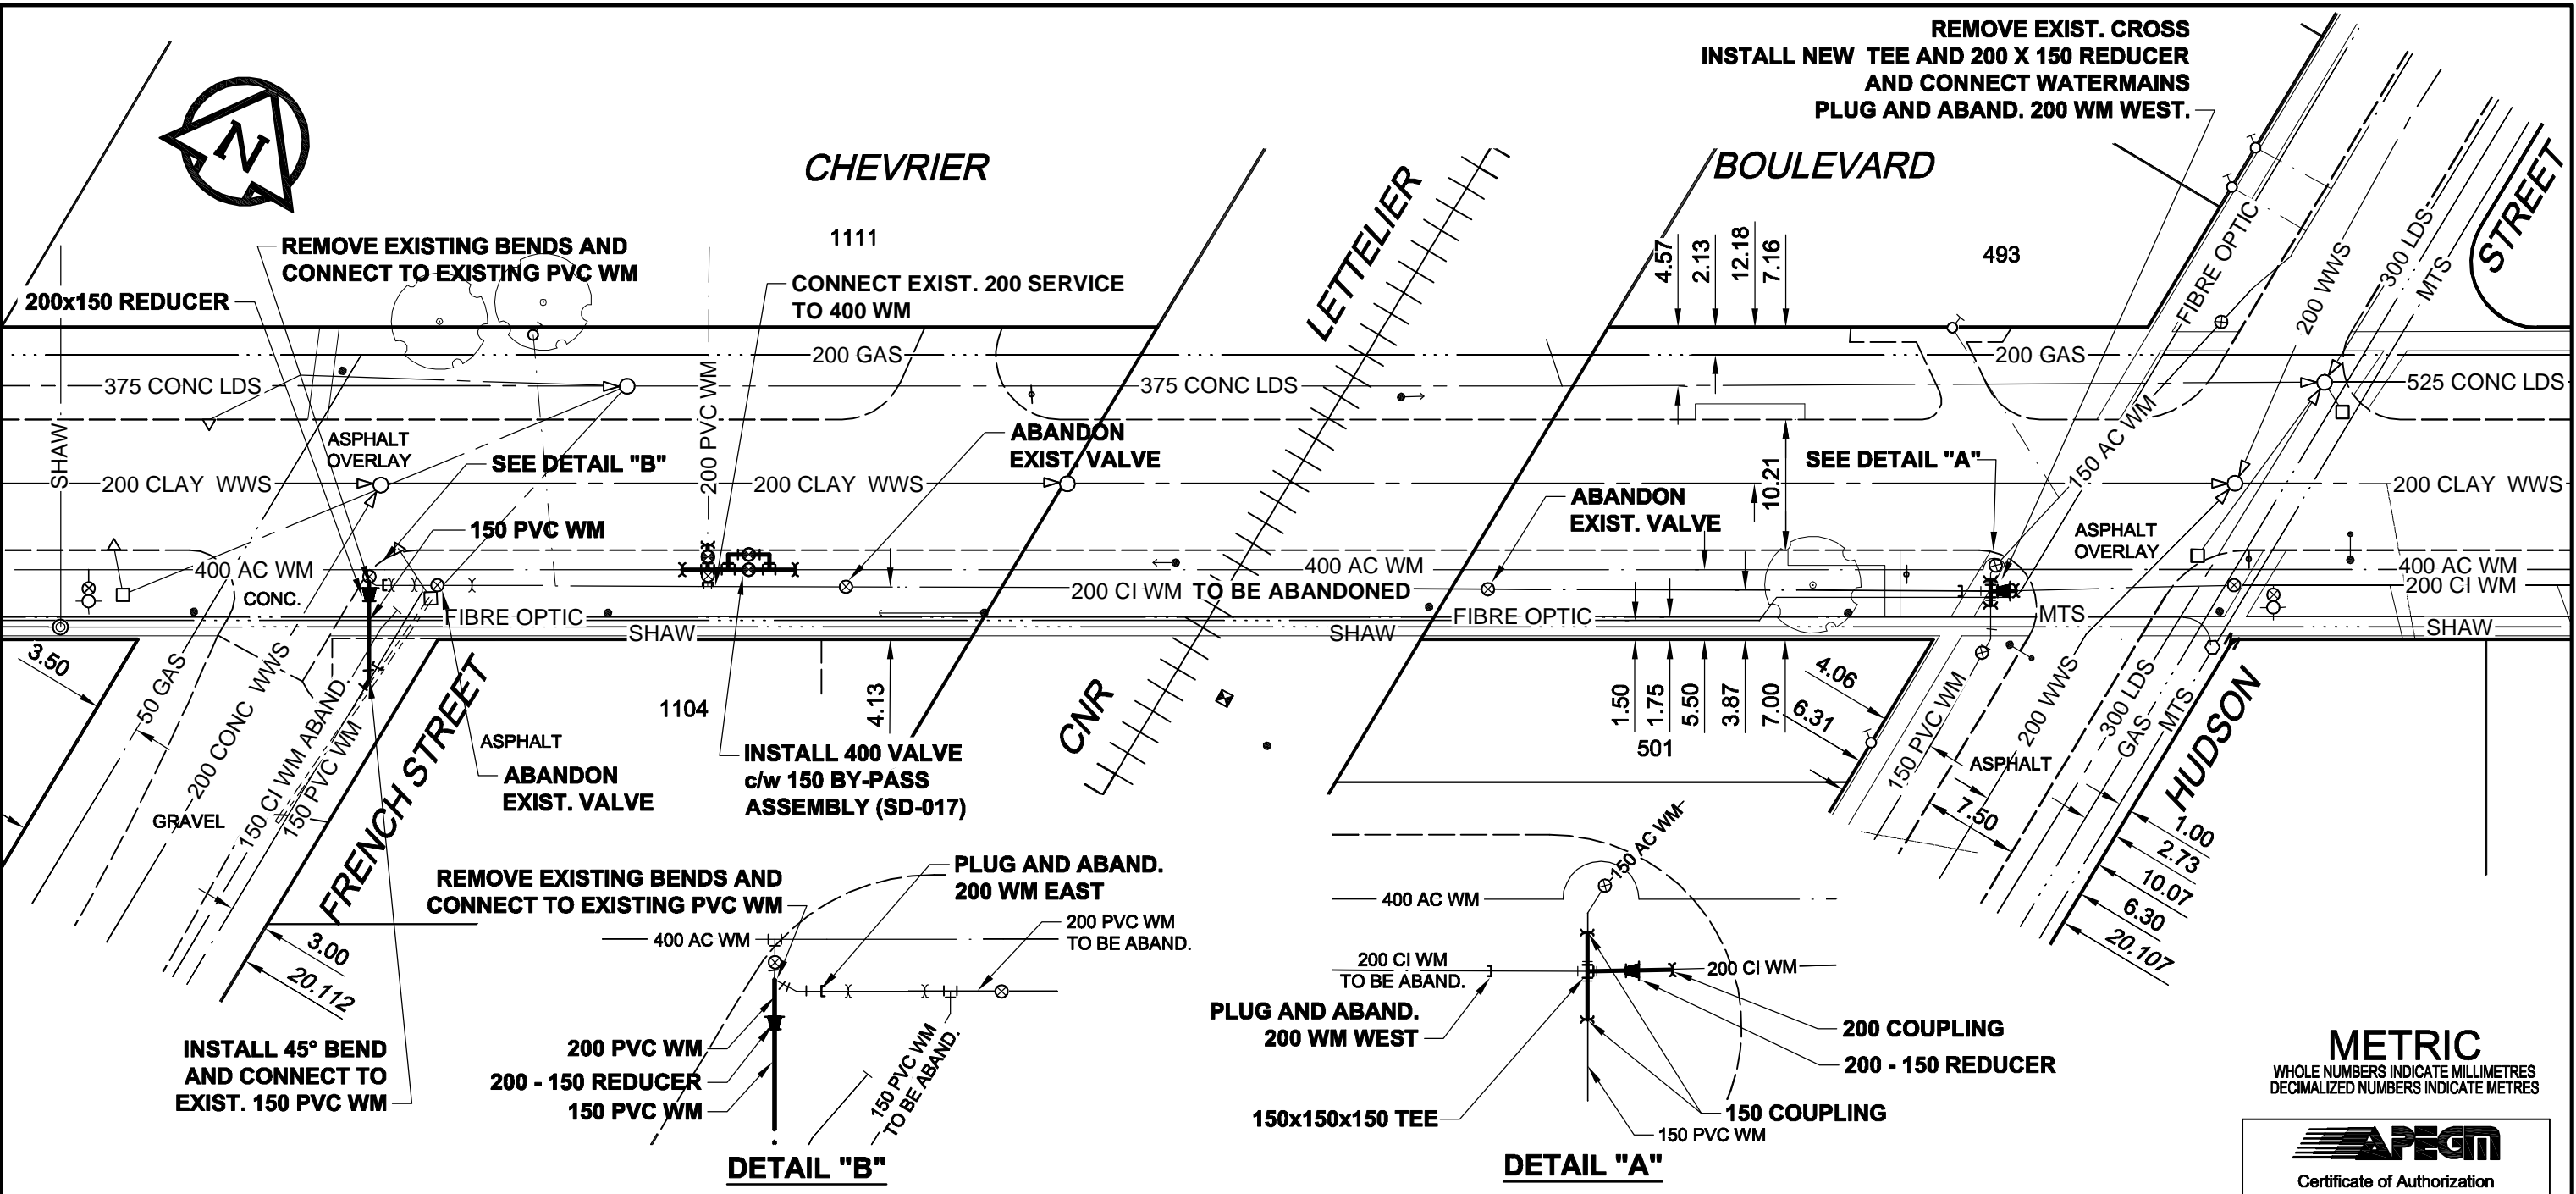 REMOVE EXIST. CROSS
INSTALL NEW TEE AND 200 X 150 REDUCER
AND CONNECT WATERMAINS
PLUG AND ABAND. 200 WM WEST.
N
CHEVRIER
BOULEVARD
STREET
LETTELIER
1111
493
REMOVE EXISTING BENDS AND
CONNECT TO EXISTING PVC WM
200x150 REDUCER
CONNECT EXIST. 200 SERVICE
TO 400 WM
4.57
2.13
12.18
7.16
FIBRE OPTIC
200 WWS
300 LDS
MTS
200 GAS
200 GAS
375 CONC LDS
200 PVC WM
375 CONC LDS
525 CONC LDS
SHAW
ASPHALT
OVERLAY
SEE DETAIL "B"
ABANDON
EXIST. VALVE
10.21
SEE DETAIL "A"
150 AC WM
200 CLAY WWS
200 CLAY WWS
200 CLAY WWS
150 PVC WM
ABANDON
EXIST. VALVE
ASPHALT
OVERLAY
400 AC WM
400 AC WM
400 AC WM
200 CI WM TO BE ABANDONED
200 CI WM
CONC.
FIBRE OPTIC
FIBRE OPTIC
MTS
SHAW
SHAW
SHAW
3.50
50 GAS
200 CONC WWS
150 CI WM ABAND.
150 PVC WM
GRAVEL
FRENCH STREET
ASPHALT
ABANDON
EXIST. VALVE
1104
4.13
INSTALL 400 VALVE
c/w 150 BY-PASS
ASSEMBLY (SD-017)
CNR
1.50
1.75
5.50
3.87
7.00
501
4.06
6.31
150 PVC WM
200 WWS
300 LDS
GAS
MTS
ASPHALT
7.50
HUDSON
1.00
2.73
10.07
6.30
20.107
3.00
20.112
INSTALL 45° BEND
AND CONNECT TO
EXIST. 150 PVC WM
REMOVE EXISTING BENDS AND
CONNECT TO EXISTING PVC WM
PLUG AND ABAND.
200 WM EAST
400 AC WM
200 PVC WM
TO BE ABAND.
200 PVC WM
200 - 150 REDUCER
150 PVC WM
150 PVC WM
TO BE ABAND.
DETAIL "B"
150 AC WM
400 AC WM
200 CI WM
TO BE ABAND.
200 CI WM
PLUG AND ABAND.
200 WM WEST
200 COUPLING
200 - 150 REDUCER
150x150x150 TEE
150 COUPLING
150 PVC WM
DETAIL "A"
METRIC
WHOLE NUMBERS INDICATE MILLIMETRES
DECIMALIZED NUMBERS INDICATE METRES
APEGM
Certificate of Authorization